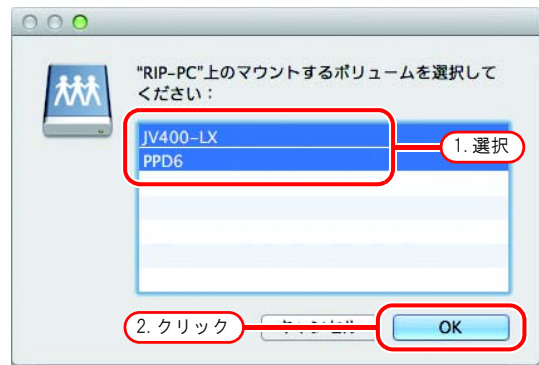 "RIP-PC"上のマウントするボリュームを選択して
ください：
JV400-LX
PPD6
1. 選択
2. クリック
OK